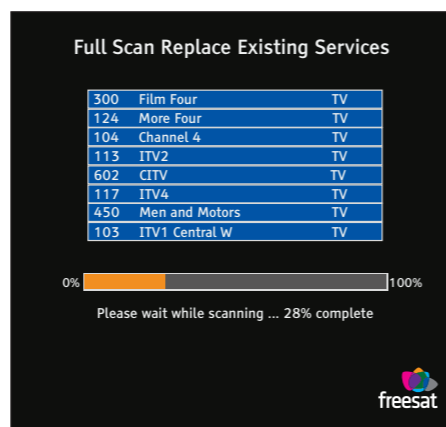 Full Scan Replace Existing Services
300 Film Four TV
124 More Four TV
104 Channel 4 TV
113 ITV2 TV
602 CITV TV
117 ITV4 TV
450 Men and Motors TV
103 ITV1 Central W TV
0% 100%
Please wait while scanning ... 28% complete
freesat